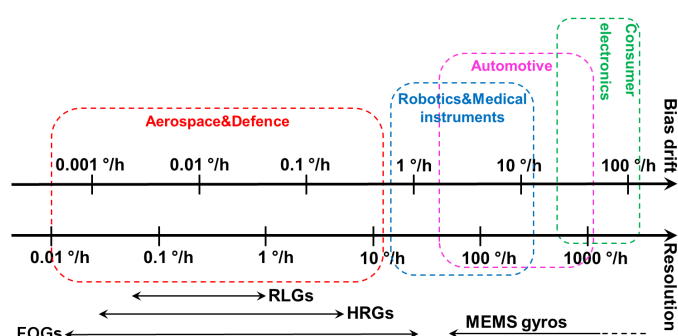 Consumer
electronics
Automotive
Robotics&Medical
instruments
Aerospace&Defence
Bias drift
0.001 °/h 0.01 °/h 0.1 °/h 1 °/h 10 °/h 100 °/h
0.01 °/h 0.1 °/h 1 °/h 10 °/h 100 °/h 1000 °/h
Resolution
RLGs
HRGs
MEMS gyros
FOGs